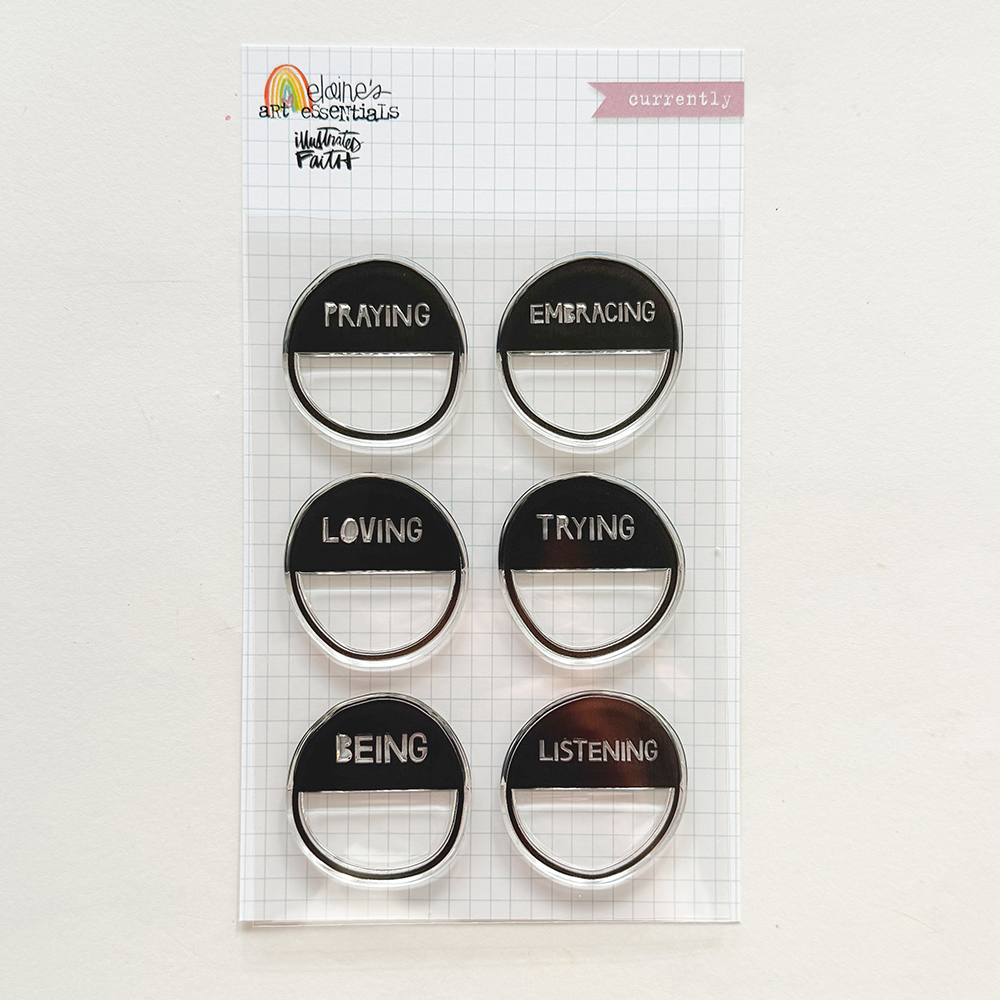 elaine's
aRt essentials
illustrated
Faith
currently
PRAYING
EMBRACING
LOVING
TRYING
BEING
LISTENING